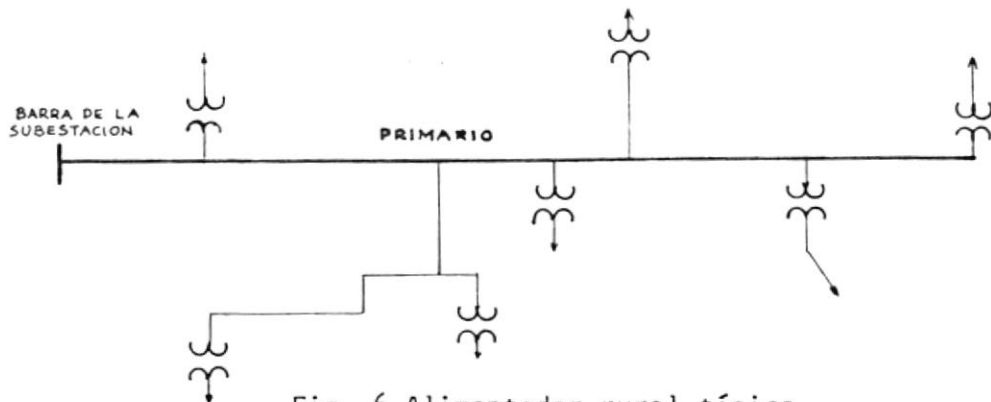 BARRA DE LA
SUBESTACION
PRIMARIO
Fig. 6 Alimentador rural típico